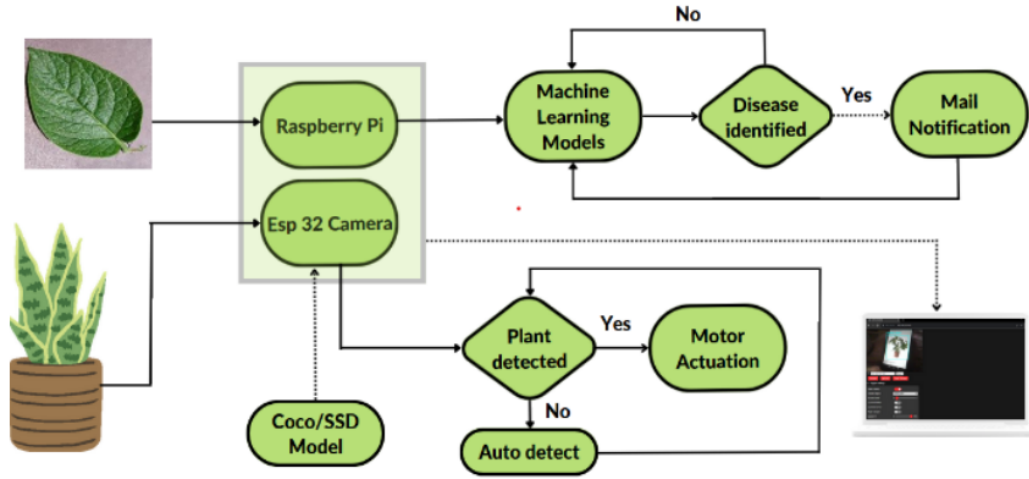 No
Raspberry Pi
Machine
Learning
Models
Disease
identified
Yes
Mail
Notification
Esp 32 Camera
Plant
detected
Yes
Motor
Actuation
No
Coco/SSD
Model
Auto detect